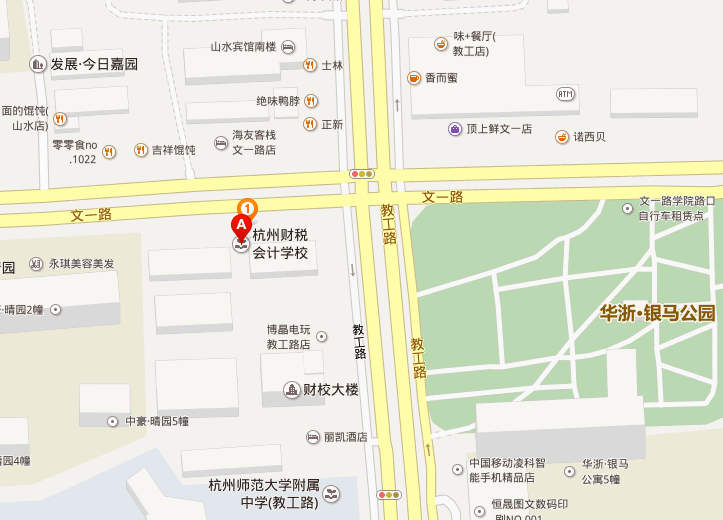 山水宾馆南楼
味+餐厅(
教工店)
发展·今日嘉园
士林
香而蜜
ATM
面的馄饨(
山水店)
绝味鸭脖
正新
顶上鲜文一店
诺西贝
零零食no
.1022
吉祥馄饨
海友客栈
文一路店
文一路
文一路
教工路
文一路学院路口
自行车租赁点
1
A
杭州财税
会计学校
园
永琪美容美发
晴园2幢
华浙·银马公园
博晶电玩
教工路店
教工路
教工路
财校大楼
中豪·晴园5幢
丽凯酒店
晴园4幢
中国移动凌科智
能手机精品店
华浙·银马
公寓5幢
杭州师范大学附属
中学(教工路)
恒晟图文数码印
刷NO.001